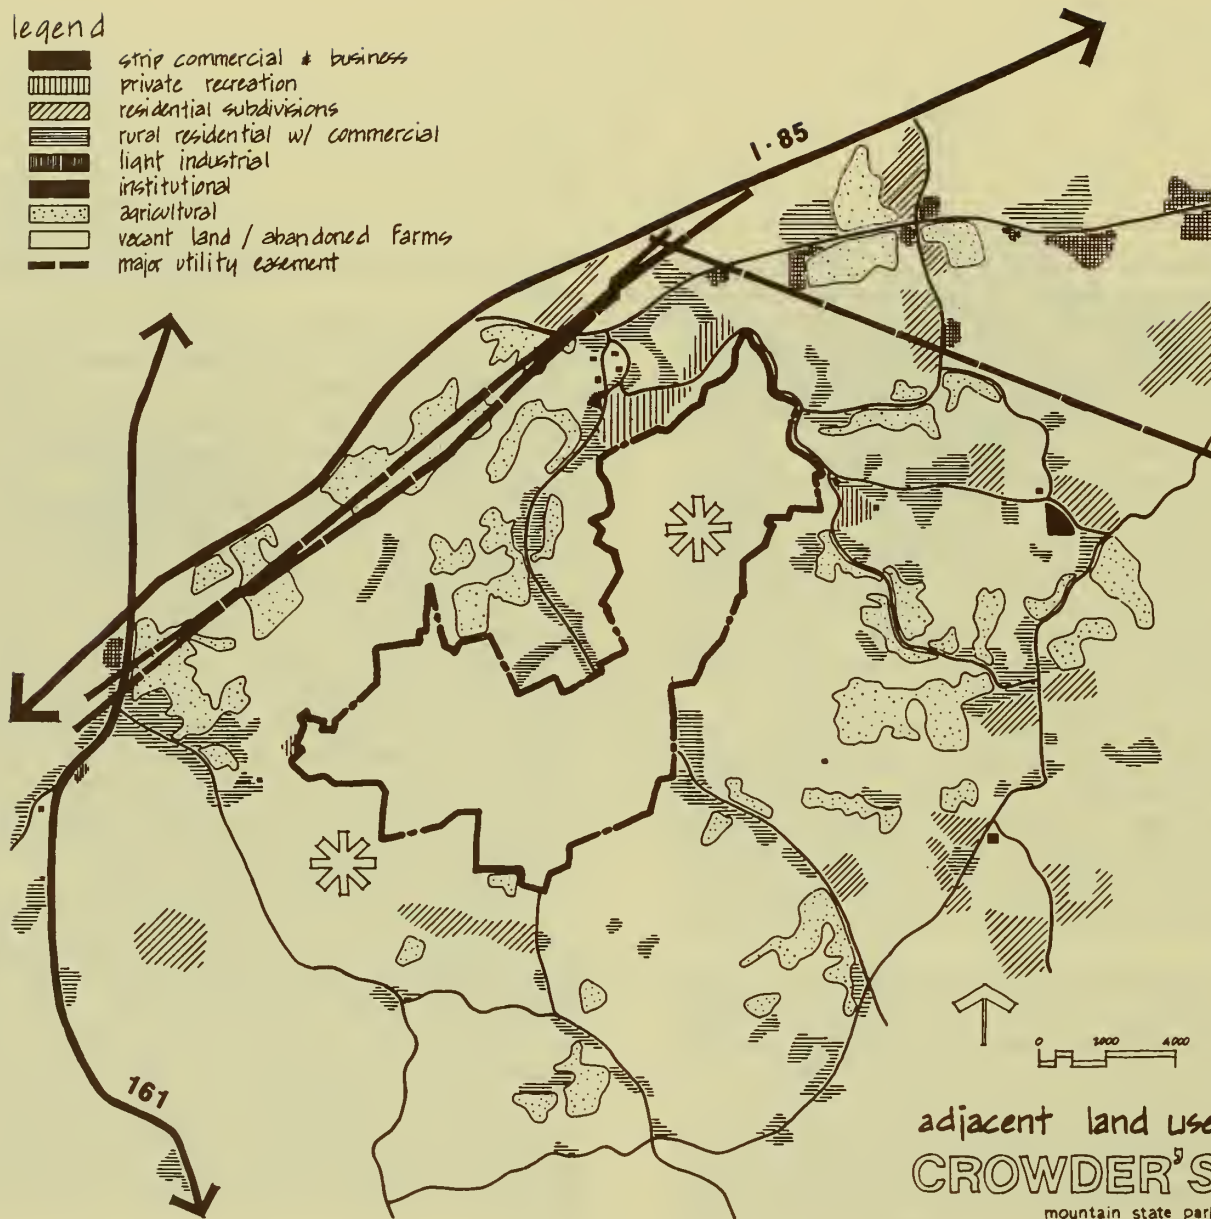 legend
strip commercial & business
private recreation
residential subdivisions
rural residential w/ commercial
light industrial
institutional
agricultural
vacant land / abandoned farms
major utility easement
I-85
161
0 2000 4000
adjacent land use
CROWDER'S
mountain state park